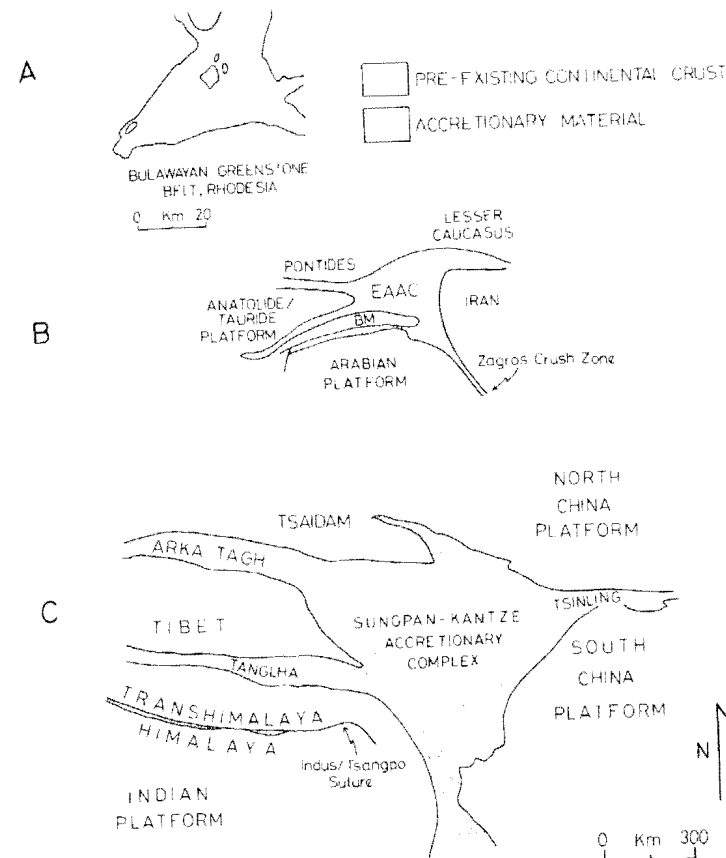 A
PRE-EXISTING CONTINENTAL CRUST
ACCRETIONARY MATERIAL
BULAWAYAN GREENSTONE
BELT, RHODESIA
0 Km 20
B
LESSER
CAUCASUS
PONTIDES
EAAC
IRAN
ANATOLIDE/
TAURIDE
PLATFORM
BM
ARABIAN
PLATFORM
Zagros Crush Zone
C
NORTH
CHINA
PLATFORM
TSAIDAM
ARKA TAGH
TSINLING
TIBET
SUNGPAN-KANTZE
ACCRETIONARY
COMPLEX
TANGLHA
SOUTH
CHINA
PLATFORM
TRANSHIMALAYA
HIMALAYA
Indus/Tsangpo
Suture
N
INDIAN
PLATFORM
0 Km 300